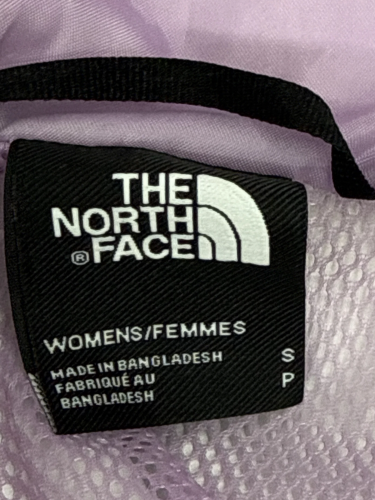 THE
NORTH
® FACE
WOMENS/FEMMES
MADE IN BANGLADESH S
FABRIQUÉ AU P
BANGLADESH